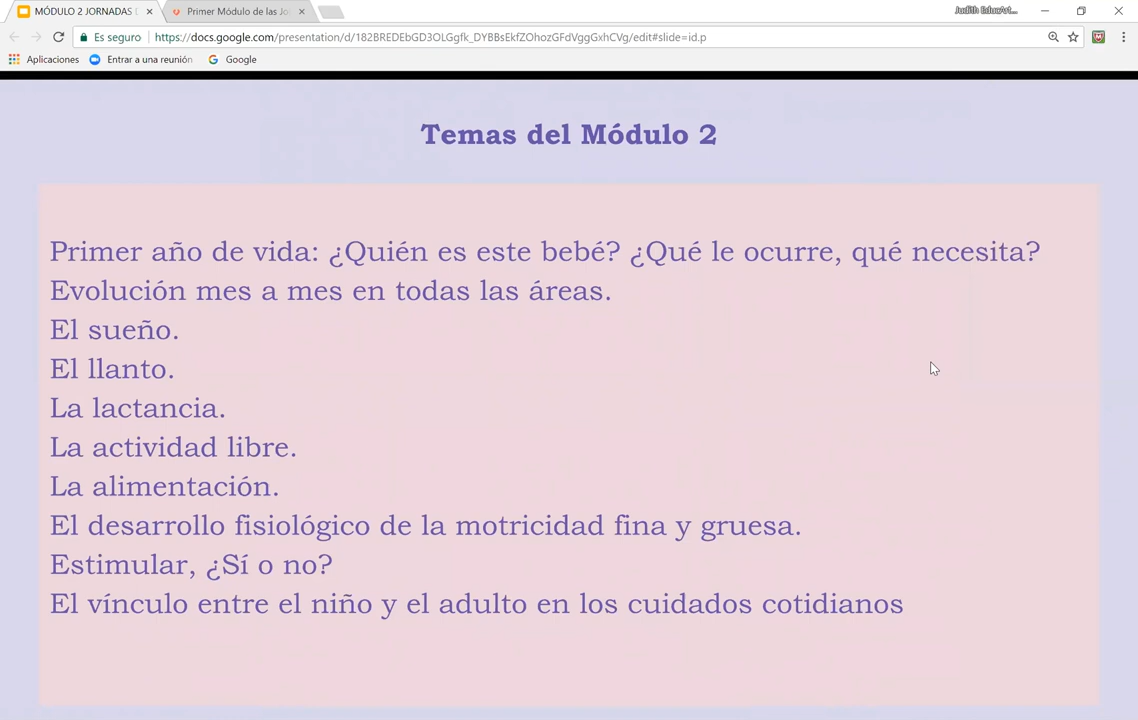 MÓDULO 2 JORNADAS
Primer Módulo de las Jo
Judith EducArt...
Es seguro
https://docs.google.com/presentation/d/182BREDEbGD3OLGgfk_DYBBsEkfZOhozGFdVggGxhCVg/edit#slide=id.p
Aplicaciones
Entrar a una reunión
Google
Temas del Módulo 2
Primer año de vida: ¿Quién es este bebé? ¿Qué le ocurre, qué necesita?
Evolución mes a mes en todas las áreas.
El sueño.
El llanto.
La lactancia.
La actividad libre.
La alimentación.
El desarrollo fisiológico de la motricidad fina y gruesa.
Estimular, ¿Sí o no?
El vínculo entre el niño y el adulto en los cuidados cotidianos